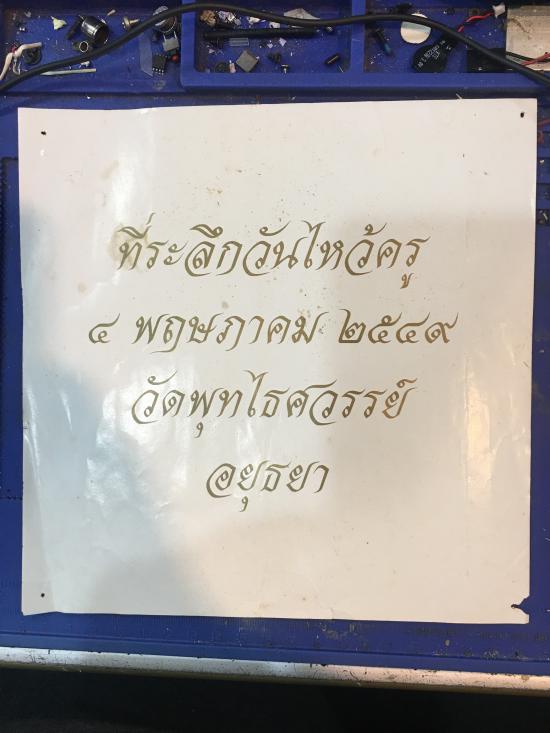 ที่ระลึกวันไหว้ครู
๔ พฤษภาคม ๒๕๔๙
วัดพุทไธศวรรย์
อยุธยา